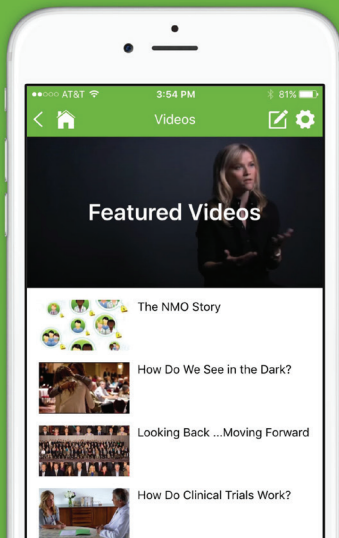 AT&T 3:54 PM 81%
Videos
Featured Videos
The NMO Story
How Do We See in the Dark?
Looking Back ...Moving Forward
How Do Clinical Trials Work?